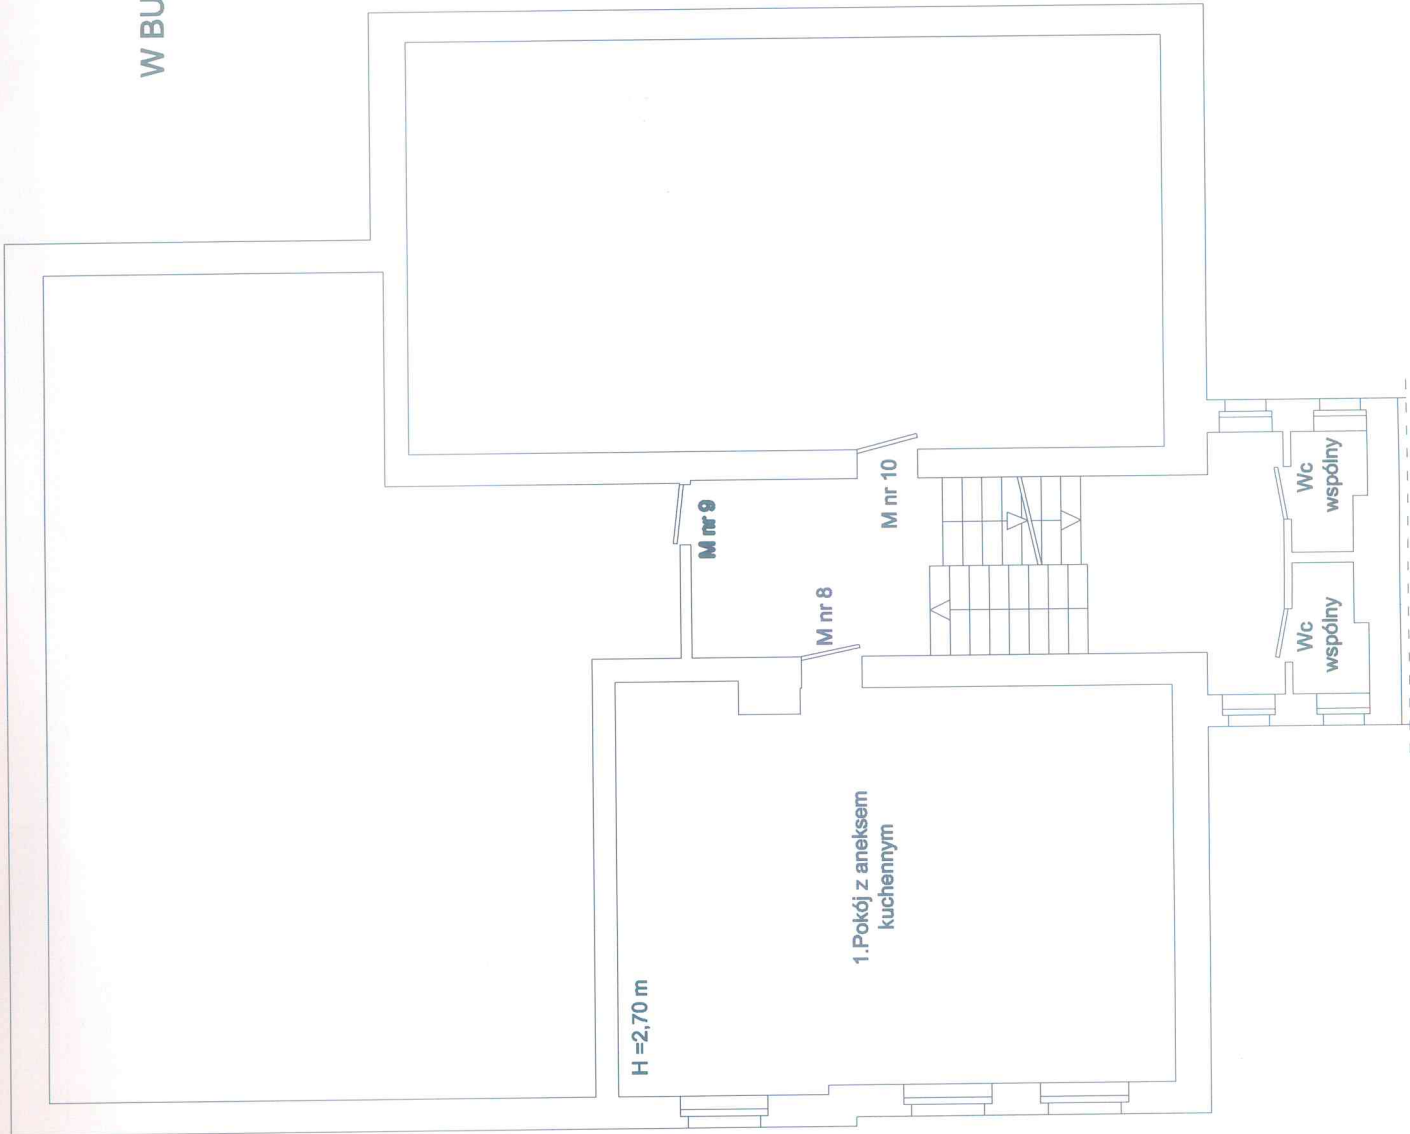 W BU
M nr 9
M nr 10
M nr 8
Wc
wspólny
Wc
wspólny
1.Pokój z aneksem
kuchennym
H =2,70 m